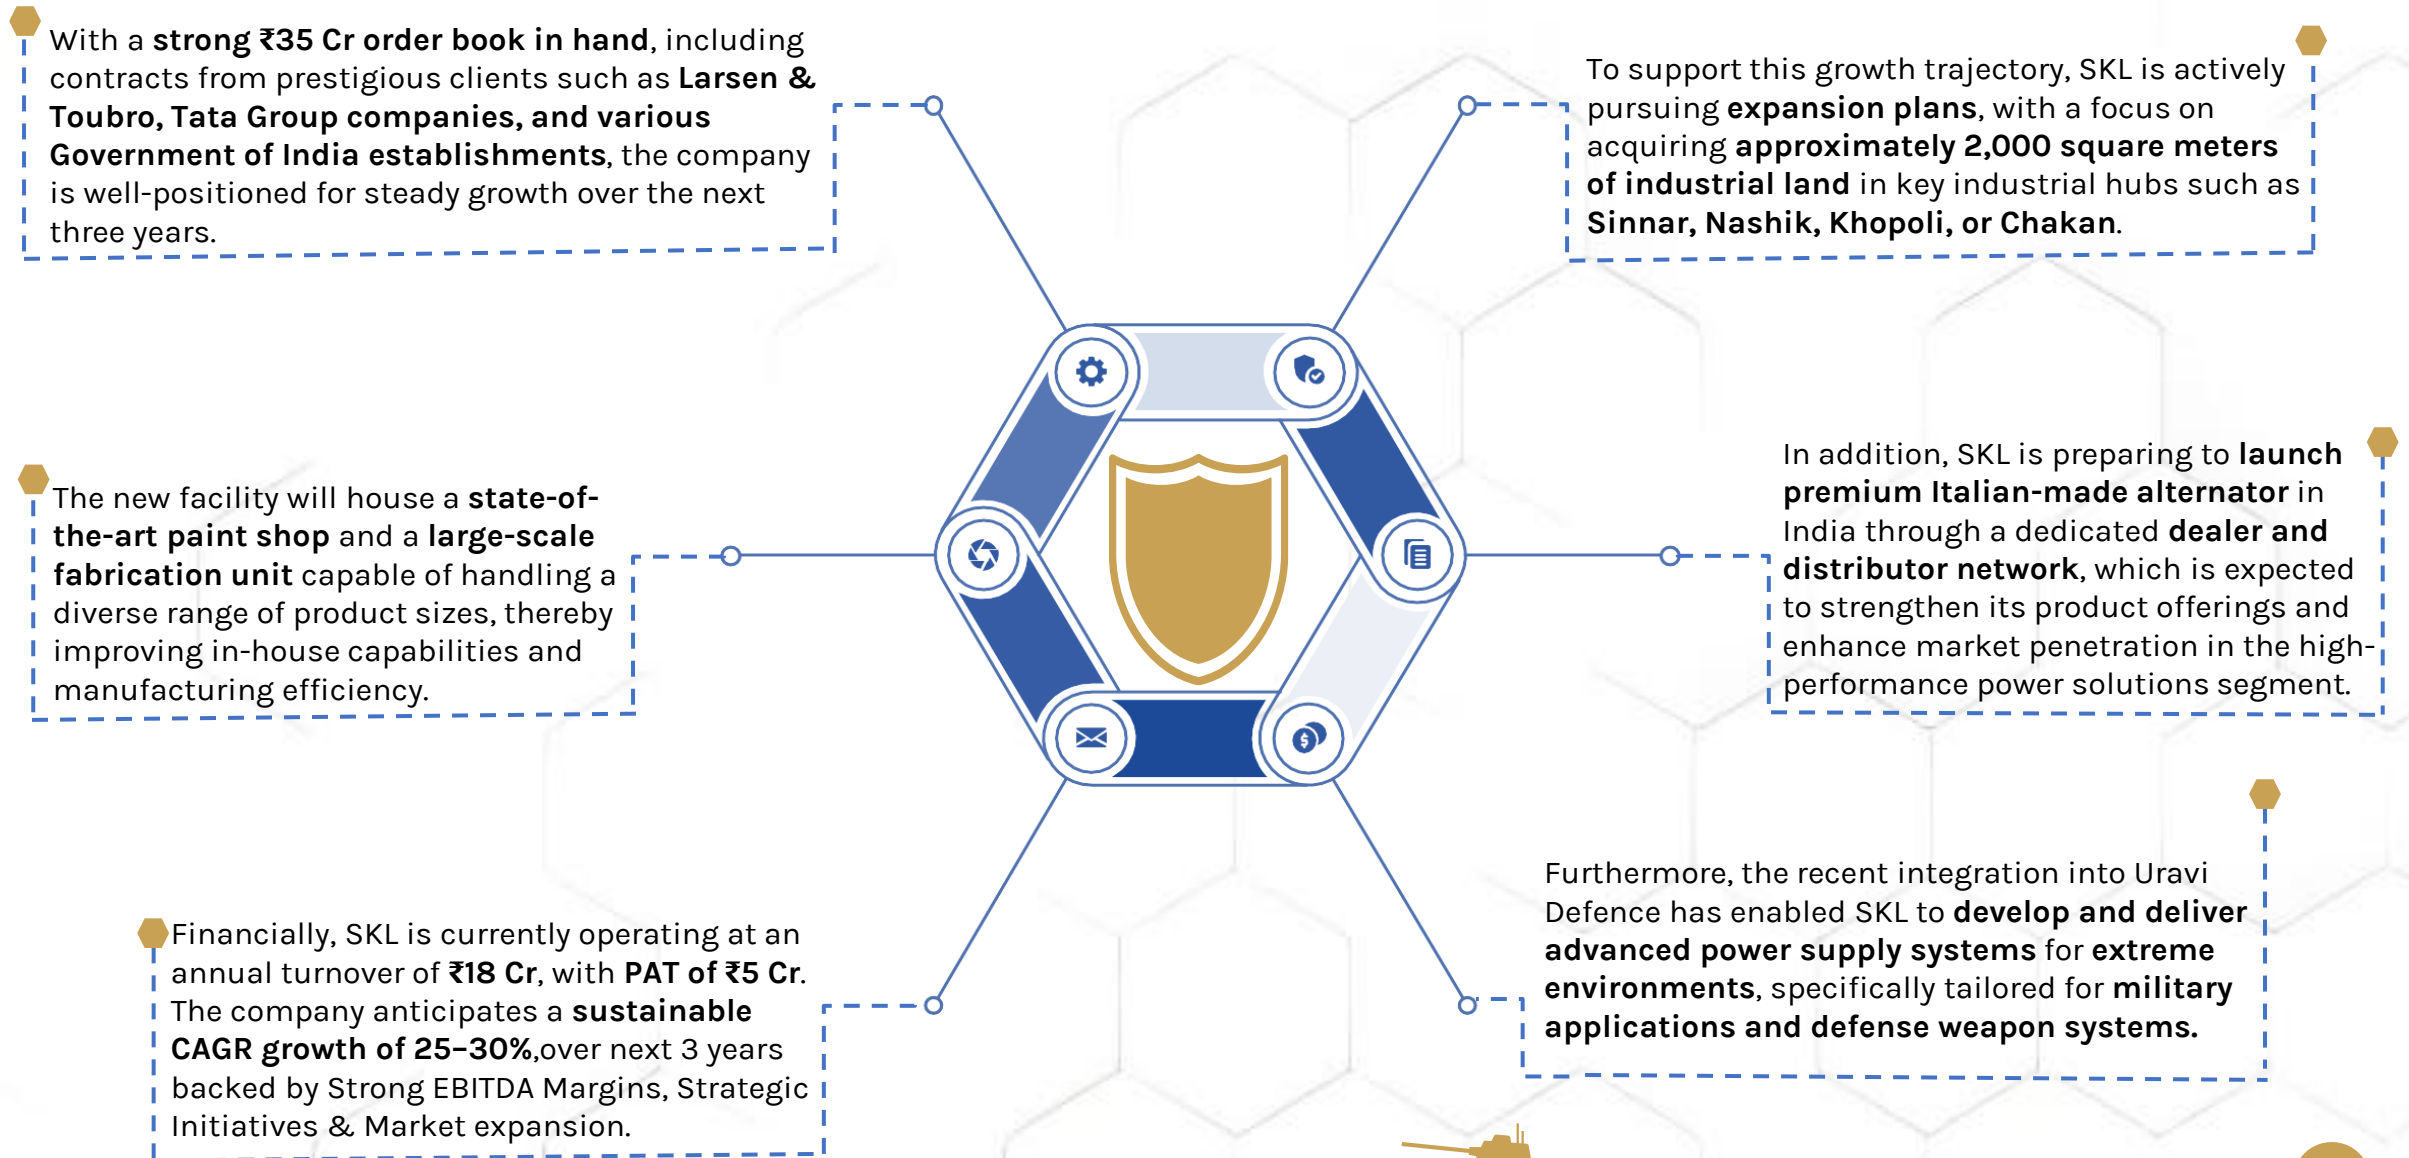 With a strong ₹35 Cr order book in hand, including
contracts from prestigious clients such as Larsen &
Toubro, Tata Group companies, and various
Government of India establishments, the company
is well-positioned for steady growth over the next
three years.
To support this growth trajectory, SKL is actively
pursuing expansion plans, with a focus on
acquiring approximately 2,000 square meters
of industrial land in key industrial hubs such as
Sinnar, Nashik, Khopoli, or Chakan.
The new facility will house a state-of-
the-art paint shop and a large-scale
fabrication unit capable of handling a
diverse range of product sizes, thereby
improving in-house capabilities and
manufacturing efficiency.
In addition, SKL is preparing to launch
premium Italian-made alternator in
India through a dedicated dealer and
distributor network, which is expected
to strengthen its product offerings and
enhance market penetration in the high-
performance power solutions segment.
Financially, SKL is currently operating at an
annual turnover of ₹18 Cr, with PAT of ₹5 Cr.
The company anticipates a sustainable
CAGR growth of 25–30%,over next 3 years
backed by Strong EBITDA Margins, Strategic
Initiatives & Market expansion.
Furthermore, the recent integration into Uravi
Defence has enabled SKL to develop and deliver
advanced power supply systems for extreme
environments, specifically tailored for military
applications and defense weapon systems.